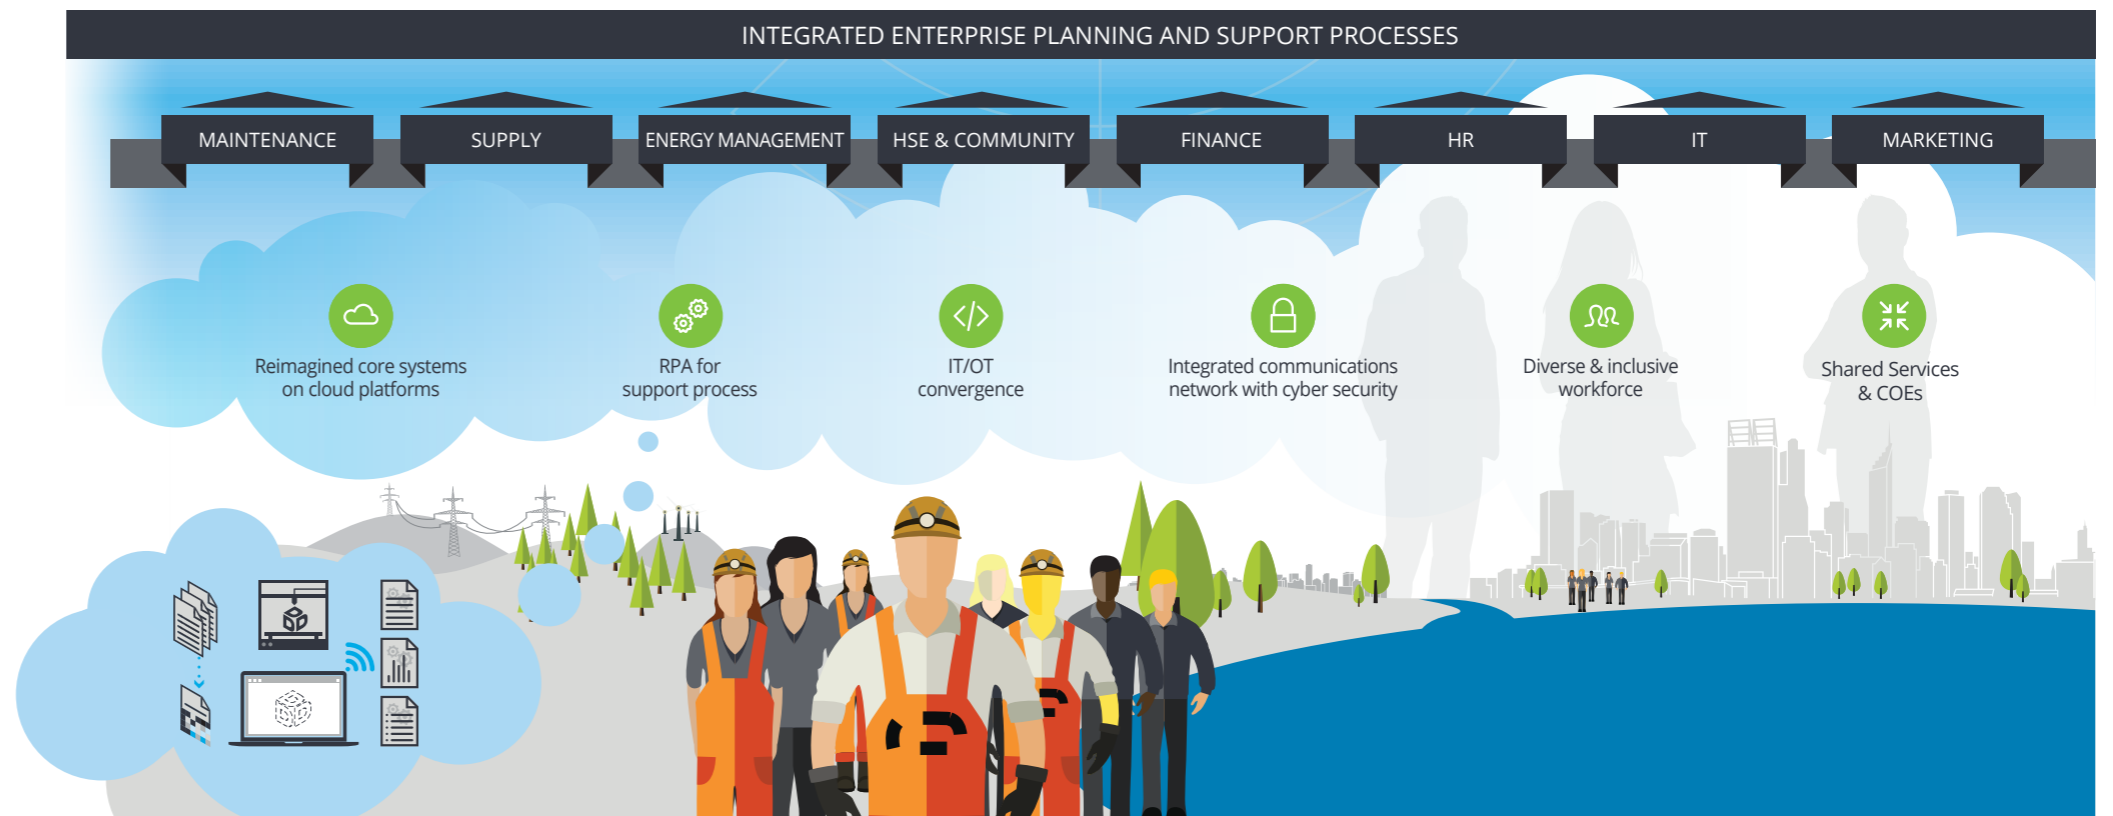 INTEGRATED ENTERPRISE PLANNING AND SUPPORT PROCESSES
MAINTENANCE
SUPPLY
ENERGY MANAGEMENT
HSE & COMMUNITY
FINANCE
HR
IT
MARKETING
Reimagined core systems
on cloud platforms
RPA for
support process
IT/OT
convergence
Integrated communications
network with cyber security
Diverse & inclusive
workforce
Shared Services
& COEs